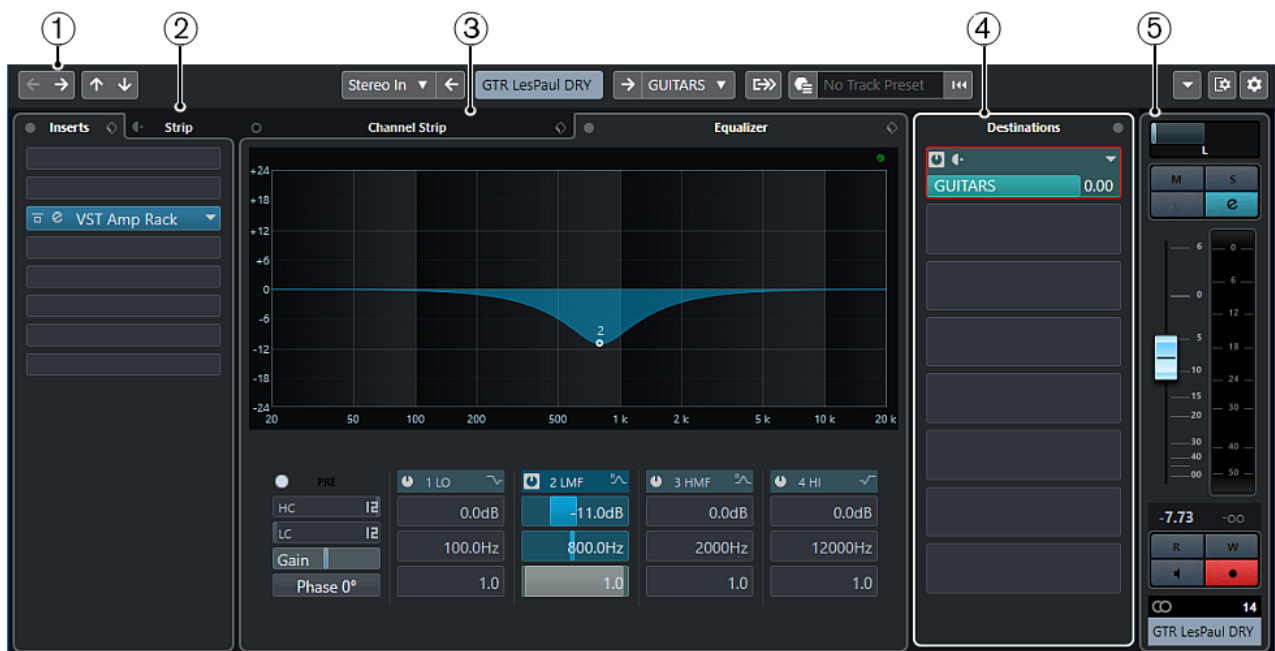 1 2 3 4 5
Stereo In GTR LesPaul DRY GUITARS No Track Preset
Inserts Strip Channel Strip Equalizer Destinations
L
GUITARS 0.00
M S
L e
VST Amp Rack
+24
+18
+12
+6
0
-6
-12
-18
-24
2
20 50 100 200 500 1 k 2 k 5 k 10 k 20 k
PRE 1 LO 2 LMF 3 HMF 4 HI
HC 12 0.0dB -11.0dB 0.0dB 0.0dB
LC 12 100.0Hz 800.0Hz 2000Hz 12000Hz
Gain
Phase 0° 1.0 1.0 1.0 1.0
6 0
6
0
12
5 18
10 24
15
20 30
30 40
40
00 50
-7.73 -oo
R W
14
GTR LesPaul DRY